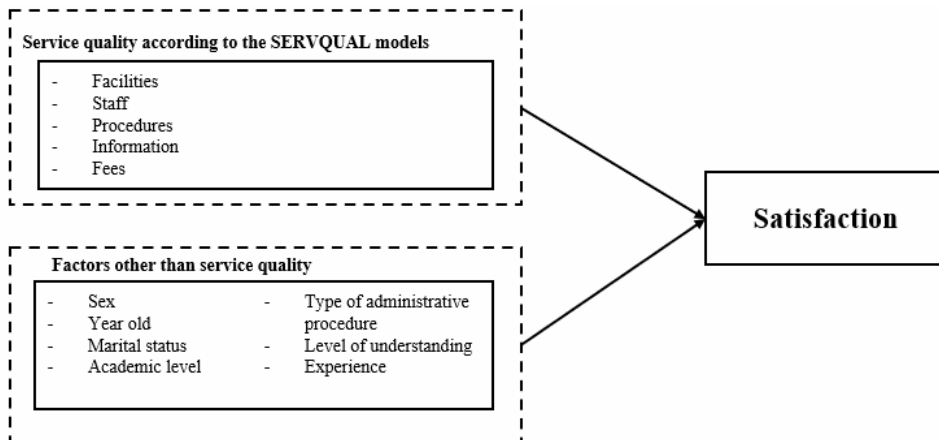 Service quality according to the SERVQUAL models
- Facilities
- Staff
- Procedures
- Information
- Fees
Satisfaction
Factors other than service quality
- Sex
- Year old
- Marital status
- Academic level
- Type of administrative
procedure
- Level of understanding
- Experience